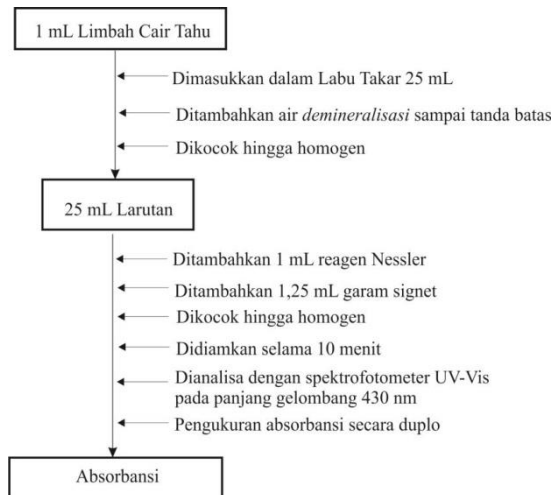 1 mL Limbah Cair Tahu
Dimasukkan dalam Labu Takar 25 mL
Ditambahkan air demineralisasi sampai tanda batas
Dikocok hingga homogen
25 mL Larutan
Ditambahkan 1 mL reagen Nessler
Ditambahkan 1,25 mL garam signet
Dikocok hingga homogen
Didiamkan selama 10 menit
Dianalisa dengan spektrofotometer UV-Vis
pada panjang gelombang 430 nm
Pengukuran absorbansi secara duplo
Absorbansi